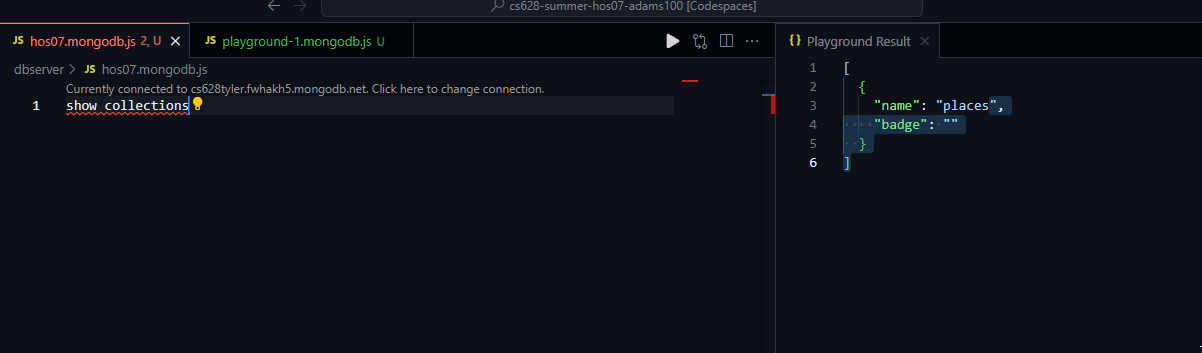 cs628-summer-hos07-adams100 [Codespaces]
JS hos07.mongodb.js 2, U
JS playground-1.mongodb.js U
dbserver > JS hos07.mongodb.js
Currently connected to cs628tyler.fwhakh5.mongodb.net. Click here to change connection.
1 show collections
{} Playground Result
1 [
2 {
3 "name": "places",
4 "badge": ""
5 }
6 ]